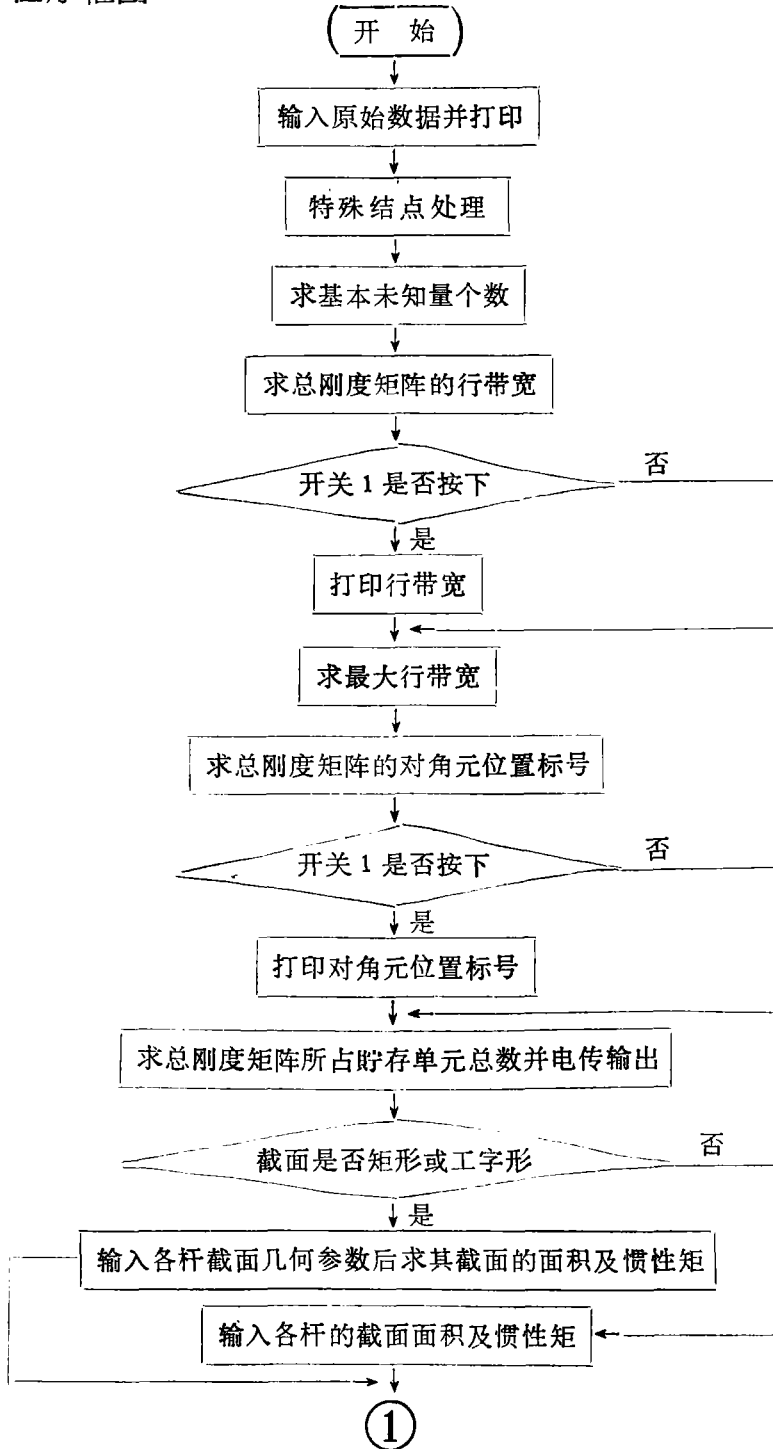 开 始
输入原始数据并打印
特殊结点处理
求基本未知量个数
求总刚度矩阵的行带宽
开关 1 是否按下
否
是
打印行带宽
求最大行带宽
求总刚度矩阵的对角元位置标号
开关 1 是否按下
否
是
打印对角元位置标号
求总刚度矩阵所占贮存单元总数并电传输出
截面是否矩形或工字形
否
是
输入各杆截面几何参数后求其截面的面积及惯性矩
输入各杆的截面面积及惯性矩
①